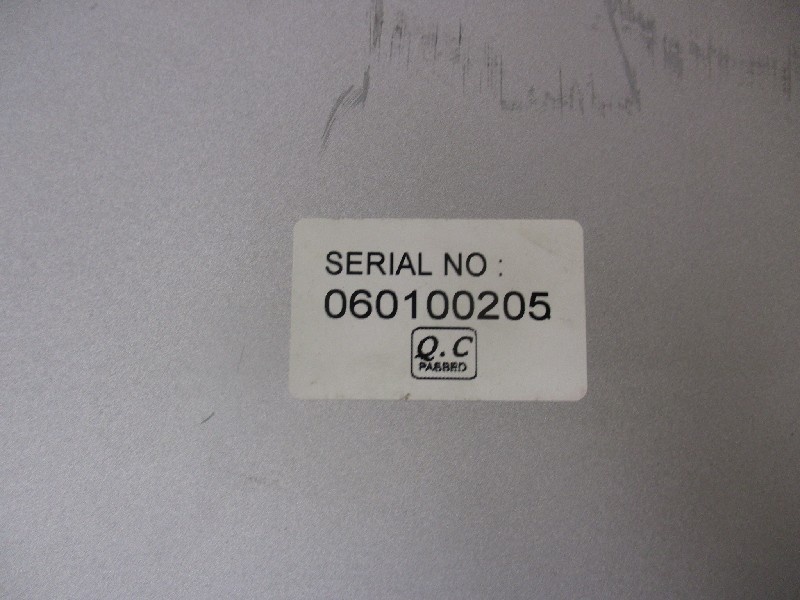 SERIAL NO :
060100205
Q.C
PASSED